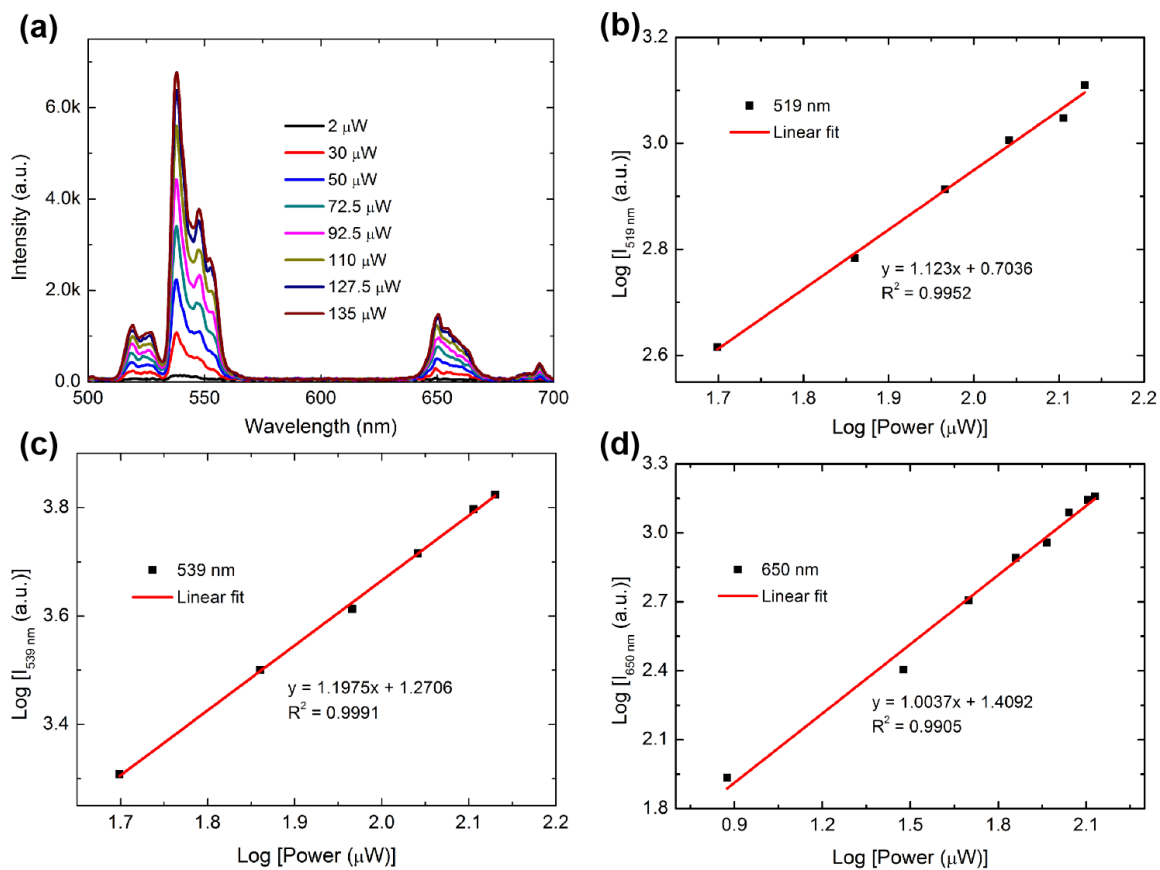 (a)
Intensity (a.u.)
6.0k
4.0k
2.0k
0.0
500
550
600
650
700
Wavelength (nm)
2 μW
30 μW
50 μW
72.5 μW
92.5 μW
110 μW
127.5 μW
135 μW
(b)
Log [I519 nm (a.u.)]
3.2
3.0
2.8
2.6
519 nm
Linear fit
y = 1.123x + 0.7036
R² = 0.9952
1.7
1.8
1.9
2.0
2.1
2.2
Log [Power (μW)]
(c)
Log [I539 nm (a.u.)]
3.8
3.6
3.4
539 nm
Linear fit
y = 1.1975x + 1.2706
R² = 0.9991
1.7
1.8
1.9
2.0
2.1
2.2
Log [Power (μW)]
(d)
Log [I650 nm (a.u.)]
3.3
3.0
2.7
2.4
2.1
1.8
650 nm
Linear fit
y = 1.0037x + 1.4092
R² = 0.9905
0.9
1.2
1.5
1.8
2.1
Log [Power (μW)]